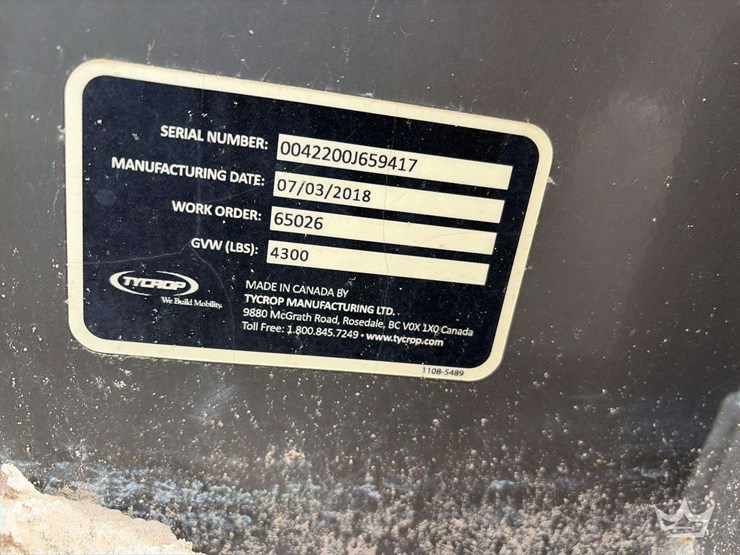 SERIAL NUMBER: 0042200J659417
MANUFACTURING DATE: 07/03/2018
WORK ORDER: 65026
GVW (LBS): 4300
TYCROP
We Build Mobility.
MADE IN CANADA BY
TYCROP MANUFACTURING LTD.
9880 McGrath Road, Rosedale, BC V0X 1X0 Canada
Toll Free: 1.800.845.7249 • www.tycrop.com
1108-5489